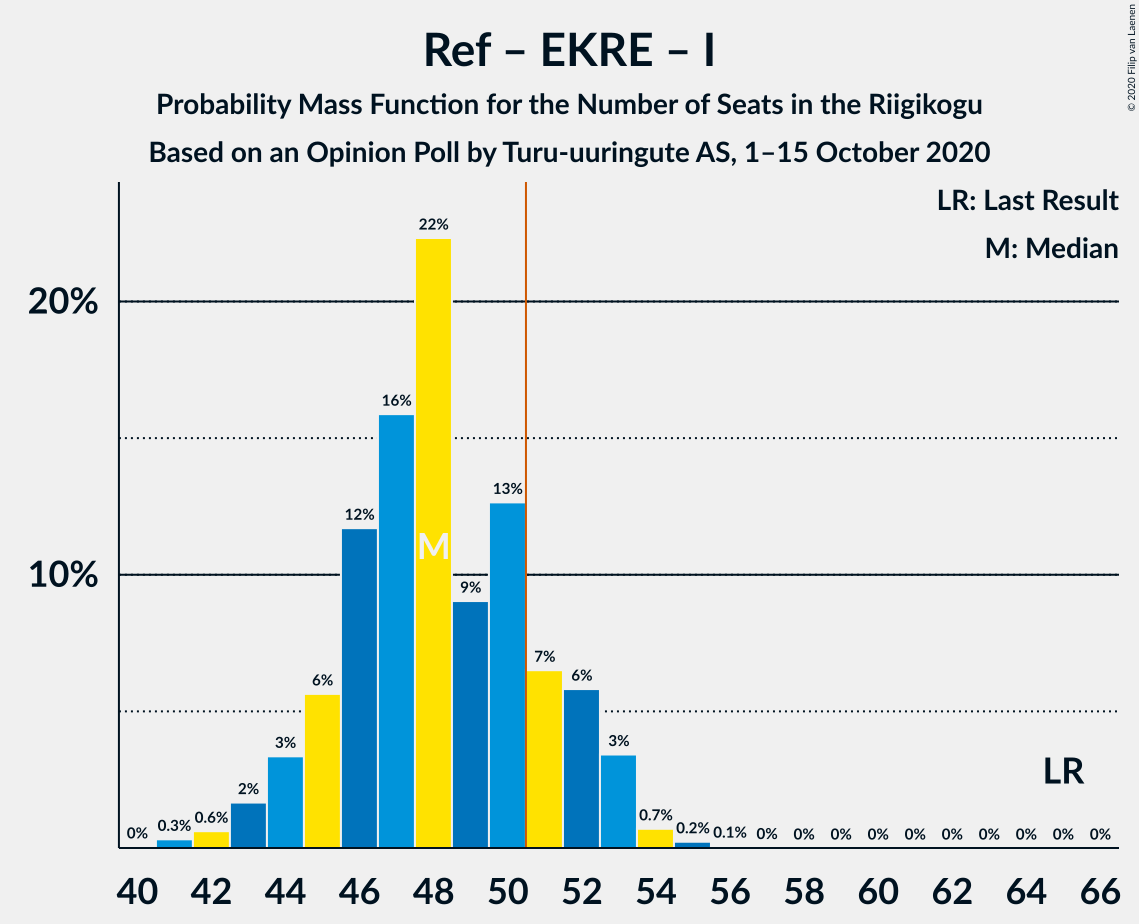 Ref – EKRE – I
Probability Mass Function for the Number of Seats in the Riigikogu
Based on an Opinion Poll by Turu-uuringute AS, 1–15 October 2020
© 2020 Filip van Laenen
LR: Last Result
M: Median
20%
10%
0% 0.3% 0.6% 2% 3% 6% 12% 16% 22% 9% 13% 7% 6% 3% 0.7% 0.2% 0.1% 0% 0% 0% 0% 0% 0% 0% 0% 0% 0%
M
LR
40 42 44 46 48 50 52 54 56 58 60 62 64 66